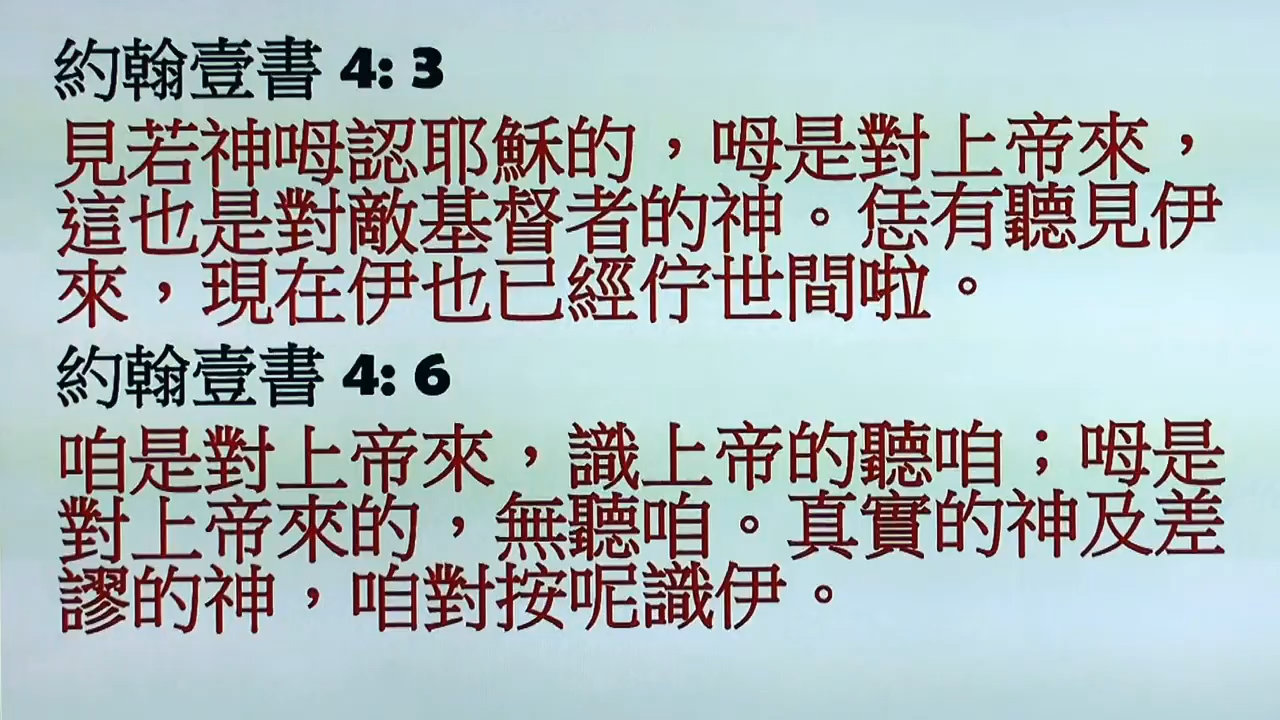 約翰壹書 4: 3
見若神呣認耶穌的，呣是對上帝來，
這也是對敵基督者的神。恁有聽見伊
來，現在伊也已經佇世間啦。
約翰壹書 4: 6
咱是對上帝來，識上帝的聽咱；呣是
對上帝來的，無聽咱。真實的神及差
謬的神，咱對按呢識伊。